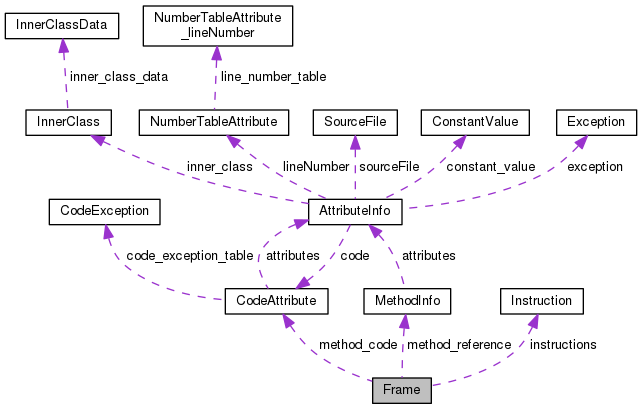 InnerClassData
NumberTableAttribute
_lineNumber
inner_class_data
line_number_table
InnerClass
NumberTableAttribute
SourceFile
ConstantValue
Exception
inner_class
lineNumber
sourceFile
constant_value
exception
CodeException
AttributeInfo
code_exception_table
attributes
code
attributes
CodeAttribute
MethodInfo
Instruction
method_code
method_reference
instructions
Frame